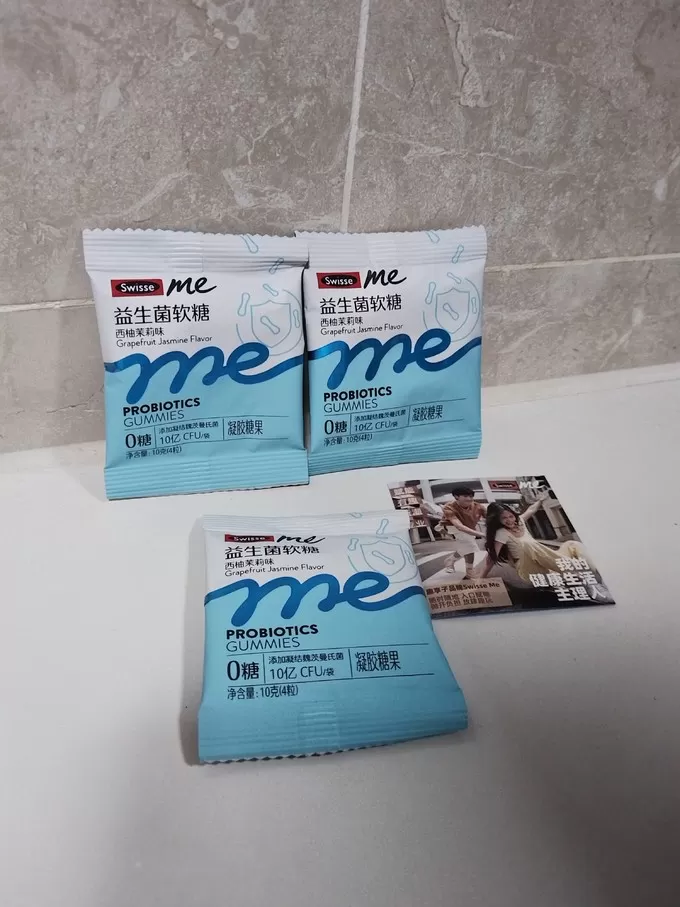 Swisse me
益生菌软糖
西柚茉莉味
Grapefruit Jasmine Flavor
me
PROBIOTICS
GUMMIES
0糖
添加凝结魏茨曼氏菌
10亿 CFU/袋
凝胶糖果
净含量:10克(4粒)
Swisse me
益生菌软糖
西柚茉莉味
Grapefruit Jasmine Flavor
me
PROBIOTICS
GUMMIES
0糖
添加凝结魏茨曼氏菌
10亿 CFU/袋
凝胶糖果
净含量:10克(4粒)
Swisse me
益生菌软糖
西柚茉莉味
Grapefruit Jasmine Flavor
me
PROBIOTICS
GUMMIES
0糖
添加凝结魏茨曼氏菌
10亿 CFU/袋
凝胶糖果
净含量:10克(4粒)
me
我的
健康生活
主理人